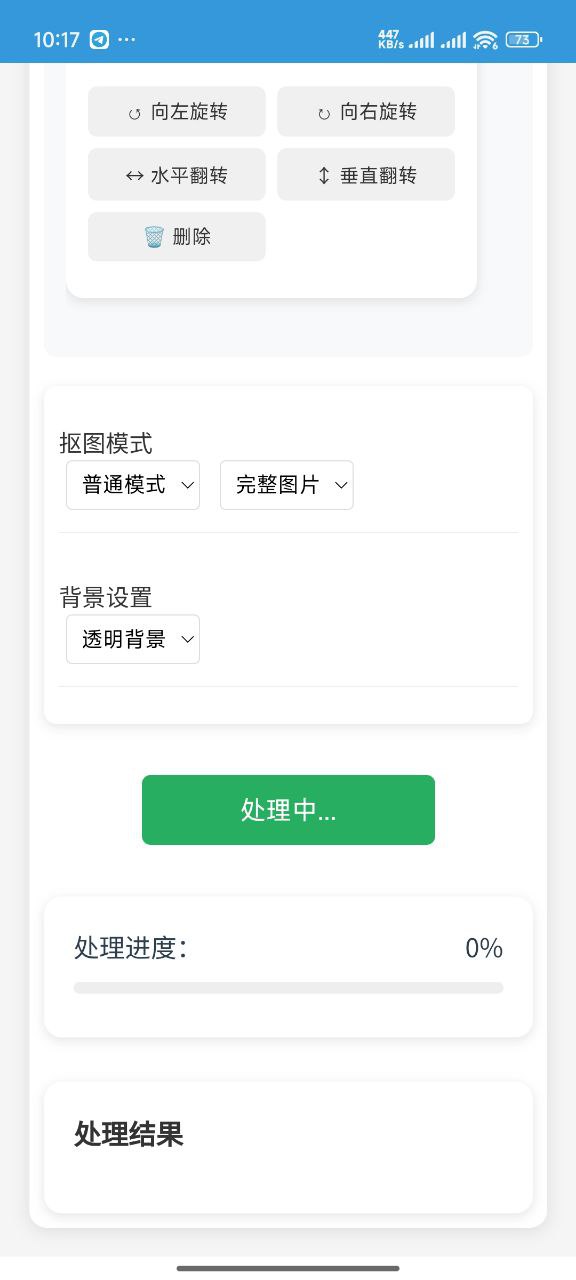 10:17 ··· 447 KB/s 6 73
向左旋转 向右旋转
水平翻转 垂直翻转
删除
抠图模式
普通模式 完整图片
背景设置
透明背景
处理中...
处理进度： 0%
处理结果